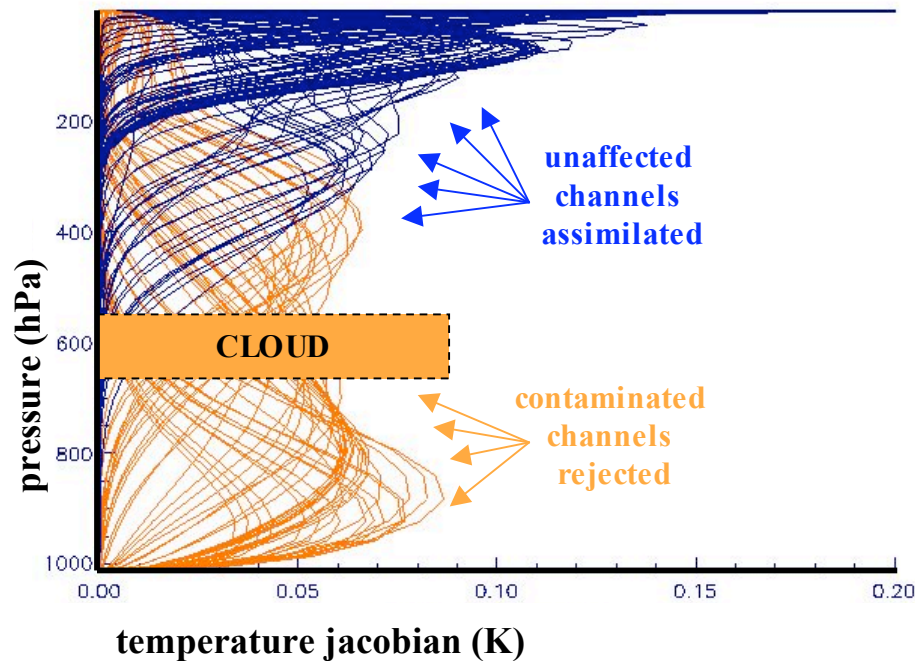 200
400
600
800
1000
pressure (hPa)
unaffected
channels
assimilated
CLOUD
contaminated
channels
rejected
0.00
0.05
0.10
0.15
0.20
temperature jacobian (K)